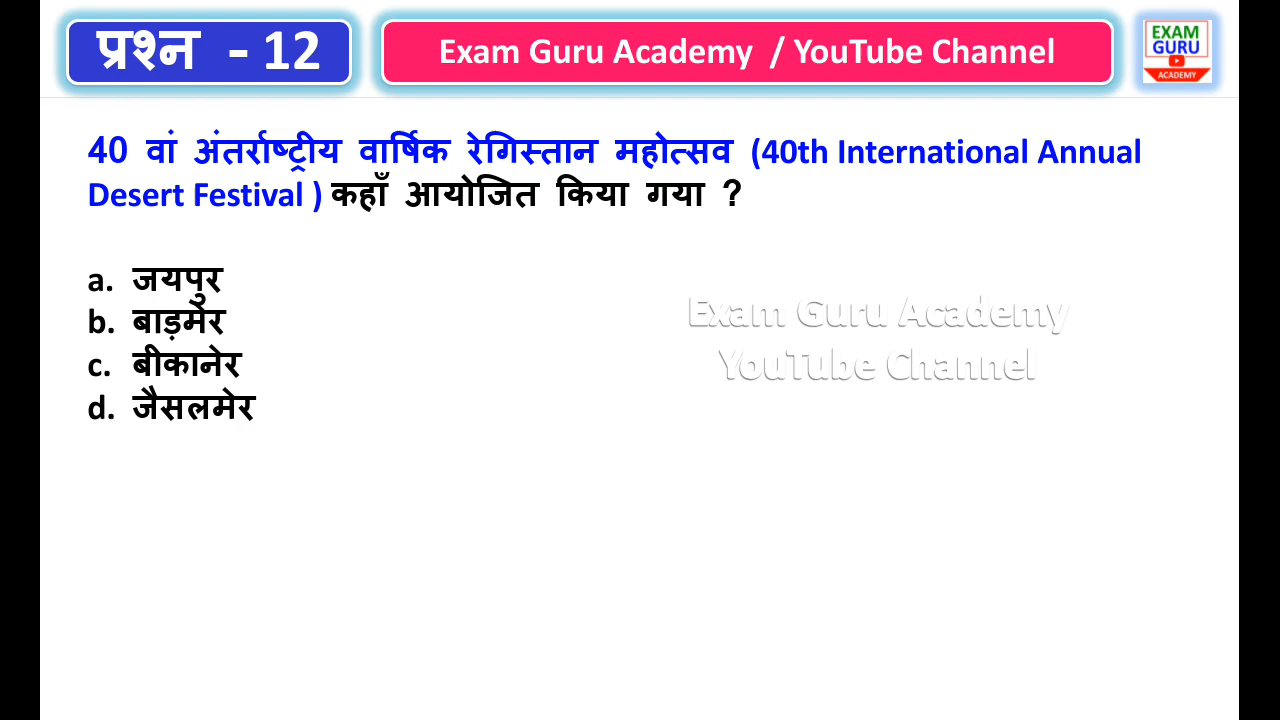 प्रश्न - 12
Exam Guru Academy / YouTube Channel
EXAM
GURU
ACADEMY
40 वां अंतर्राष्ट्रीय वार्षिक रेगिस्तान महोत्सव (40th International Annual
Desert Festival ) कहाँ आयोजित किया गया ?
a. जयपुर
b. बाड़मेर
c. बीकानेर
d. जैसलमेर
Exam Guru Academy
YouTube Channel